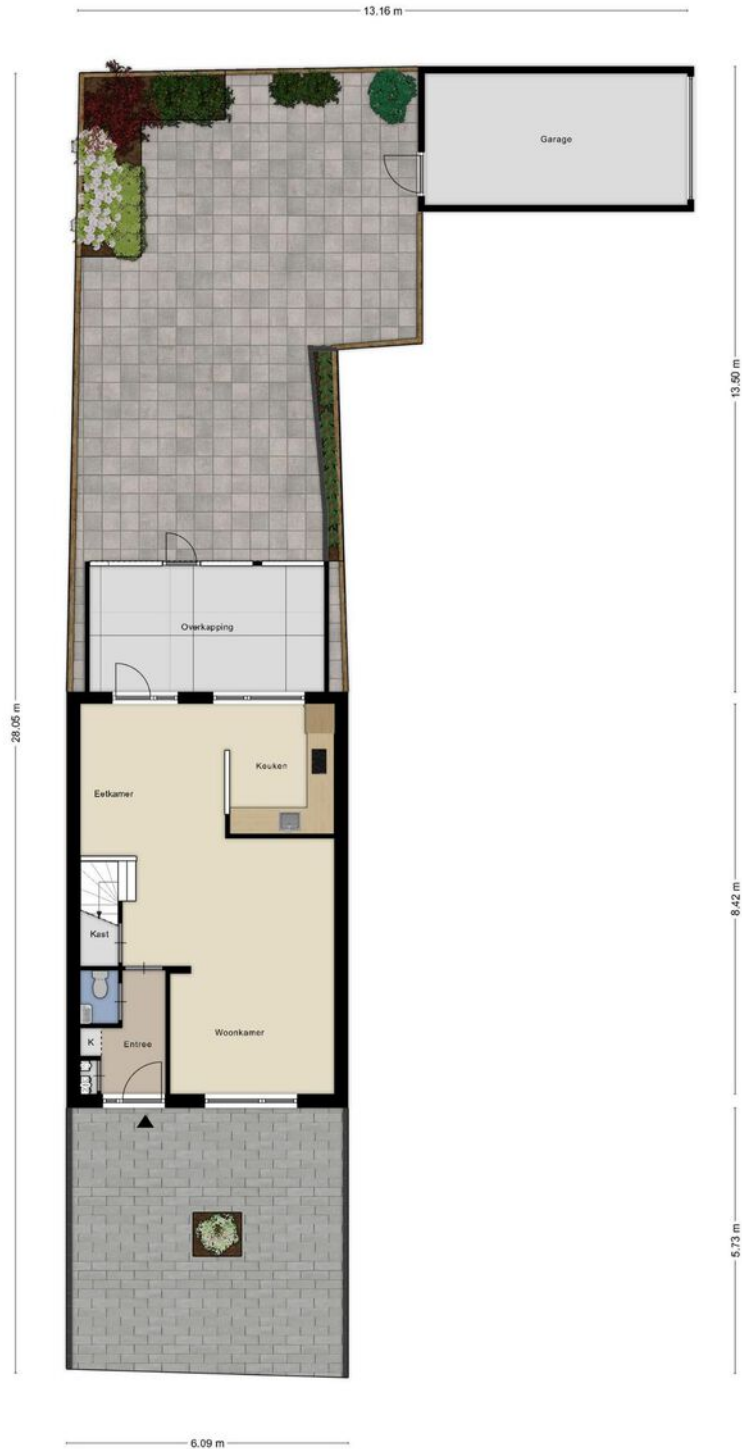 13.16 m
Garage
13.50 m
Overkapping
28.05 m
Keuken
Eetkamer
8.42 m
Kast
Woonkamer
K
Entree
5.73 m
6.09 m